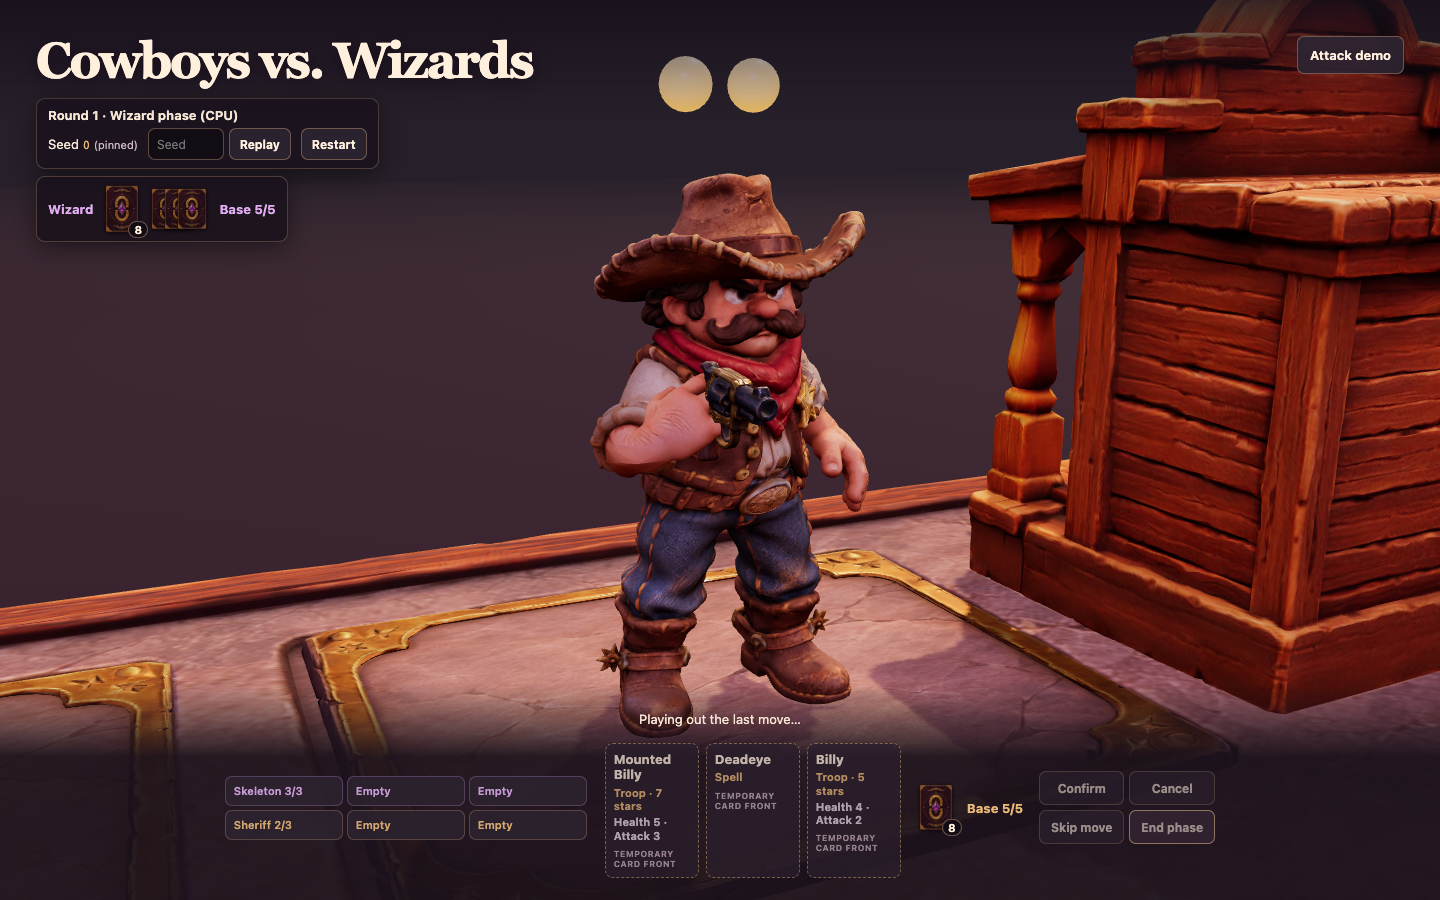 Cowboys vs. Wizards
Attack demo
Round 1 · Wizard phase (CPU)
Seed 0 (pinned) Seed Replay Restart
Wizard 8 Base 5/5
Playing out the last move...
Skeleton 3/3 Empty Empty
Sheriff 2/3 Empty Empty
Mounted
Billy
Troop · 7
stars
Health 5 ·
Attack 3
TEMPORARY
CARD FRONT
Deadeye
Spell
TEMPORARY
CARD FRONT
Billy
Troop · 5
stars
Health 4 ·
Attack 2
TEMPORARY
CARD FRONT
8 Base 5/5
Confirm Cancel
Skip move End phase